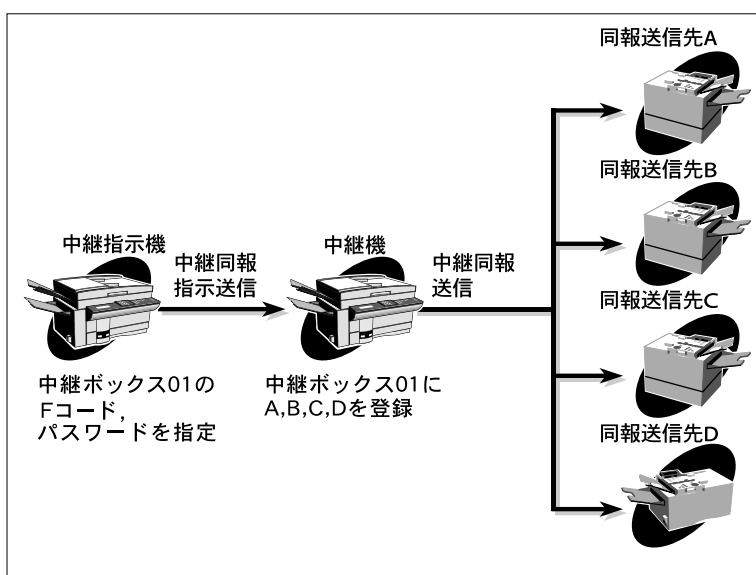 同報送信先A
同報送信先B
中継指示機
中継同報
指示送信
中継機
中継同報
送信
同報送信先C
中継ボックス01の
Fコード,
パスワードを指定
中継ボックス01に
A,B,C,Dを登録
同報送信先D